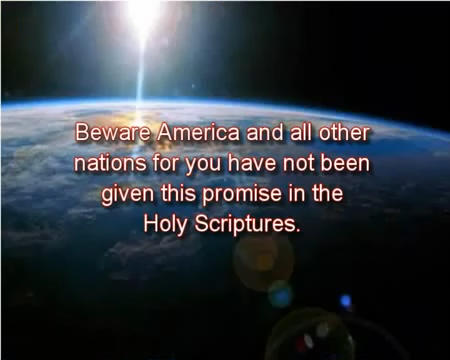 Beware America and all other
nations for you have not been
given this promise in the
Holy Scriptures.